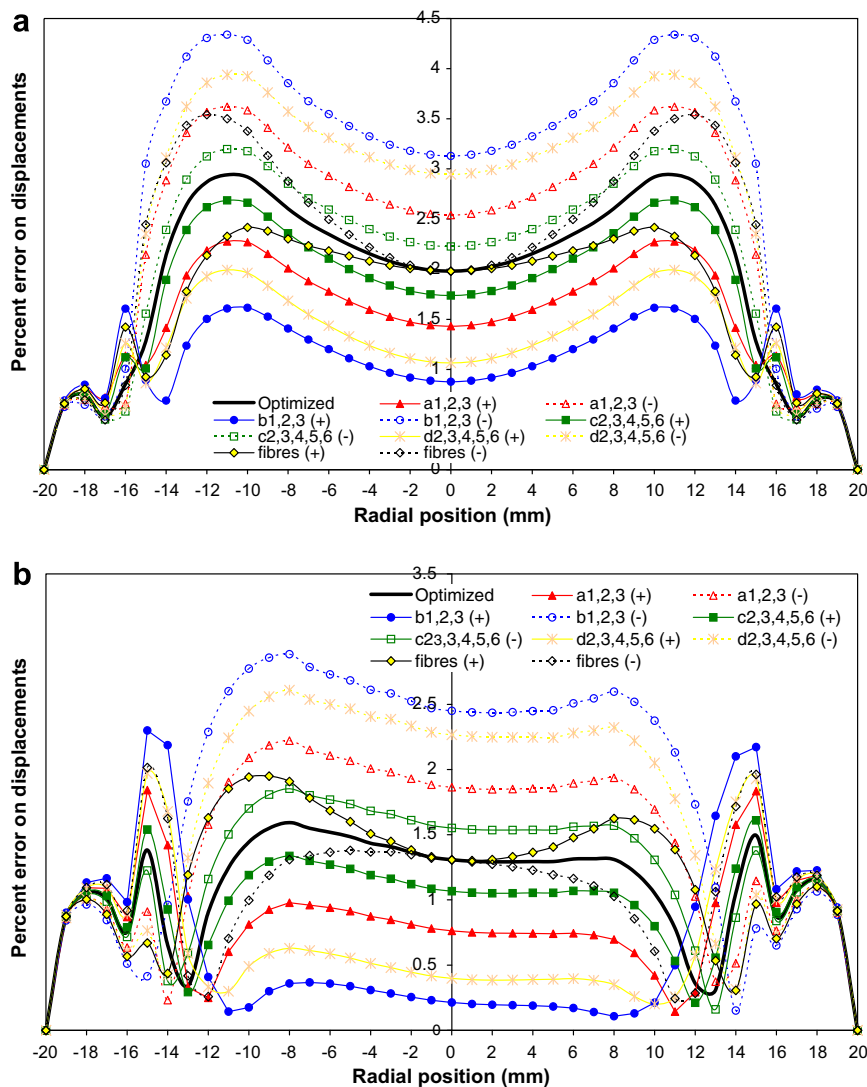 a
4.5
4
3.5
3
2.5
2
1.5
1
0
Percent error on displacements
Optimized a1,2,3 (+) a1,2,3 (-)
b1,2,3 (+) b1,2,3 (-) c2,3,4,5,6 (+)
c2,3,4,5,6 (-) d2,3,4,5,6 (+) d2,3,4,5,6 (-)
fibres (+) fibres (-)
-20 -18 -16 -14 -12 -10 -8 -6 -4 -2 0 2 4 6 8 10 12 14 16 18 20
Radial position (mm)
b
3.5
2.5
2
1.5
1
0.5
0
Percent error on displacements
Optimized a1,2,3 (+) a1,2,3 (-)
b1,2,3 (+) b1,2,3 (-) c2,3,4,5,6 (+)
c23,3,4,5,6 (-) d2,3,4,5,6 (+) d2,3,4,5,6 (-)
fibres (+) fibres (-)
-20 -18 -16 -14 -12 -10 -8 -6 -4 -2 0 2 4 6 8 10 12 14 16 18 20
Radial position (mm)